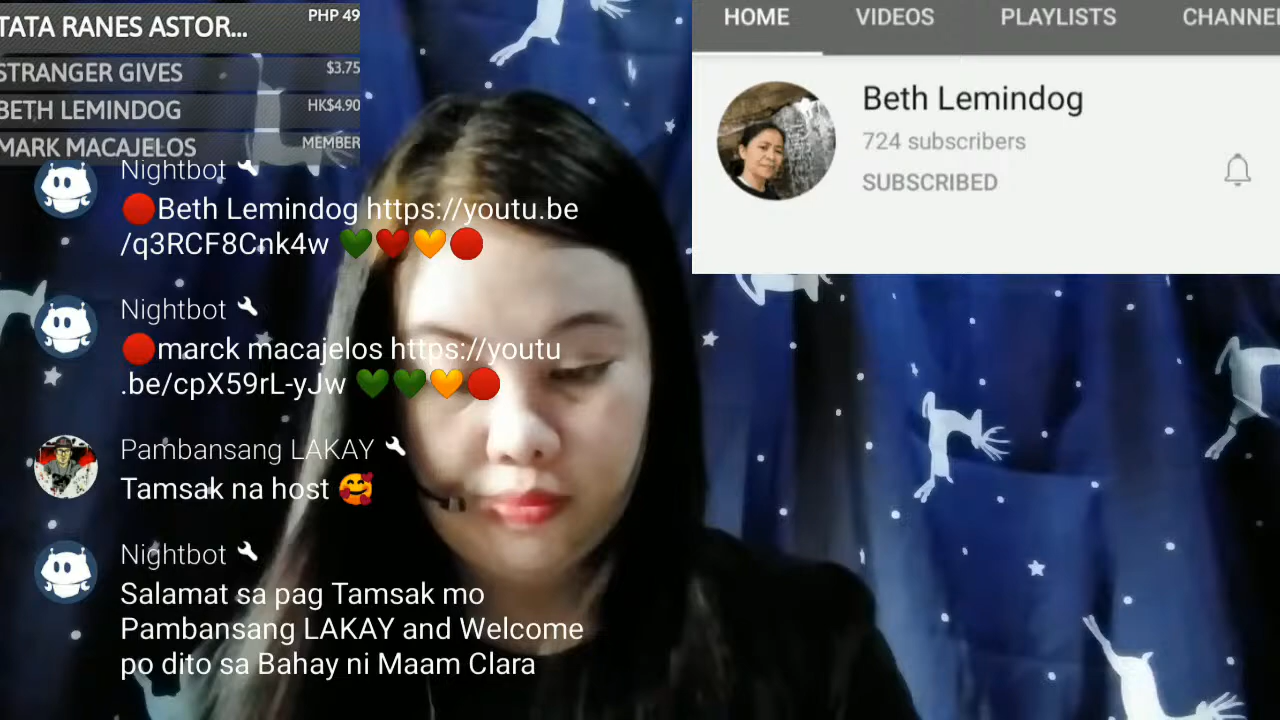 TATA RANES ASTOR... PHP 49
STRANGER GIVES $3.75
BETH LEMINDOG HK$4.90
MARK MACAJELOS MEMBER
Nightbot
🔴Beth Lemindog https://youtu.be
/q3RCF8Cnk4w 💚❤️🧡🔴
Nightbot
🔴marck macajelos https://youtu
.be/cpX59rL-yJw 💚💚🧡🔴
Pambansang LAKAY
Tamsak na host 🥰
Nightbot
Salamat sa pag Tamsak mo
Pambansang LAKAY and Welcome
po dito sa Bahay ni Maam Clara
HOME VIDEOS PLAYLISTS CHANNE
Beth Lemindog
724 subscribers
SUBSCRIBED